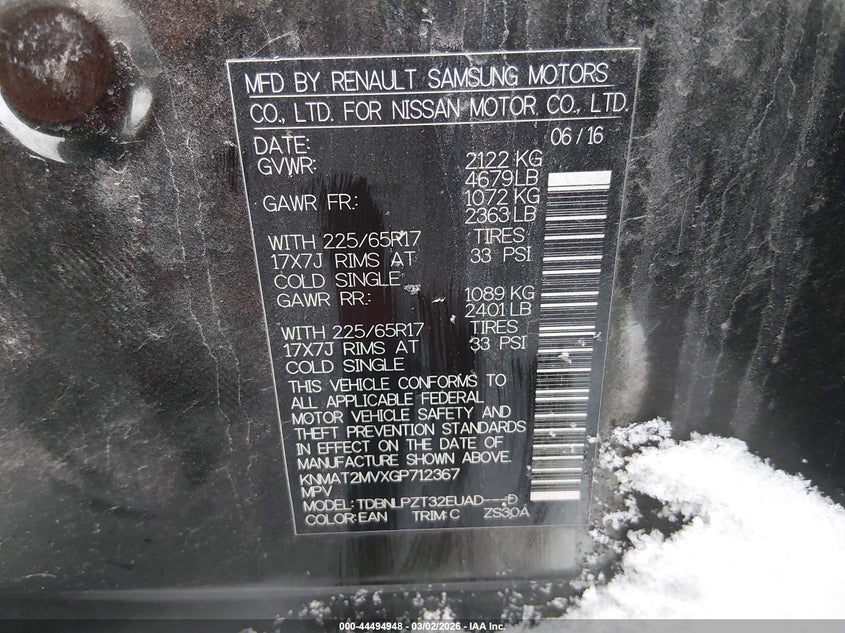 MFD BY RENAULT SAMSUNG MOTORS
CO., LTD. FOR NISSAN MOTOR CO., LTD.
DATE: 06 / 16
GVWR: 2122 KG
4679 LB
GAWR FR.: 1072 KG
2363 LB
WITH 225/65R17 TIRES
17X7J RIMS AT 33 PSI
COLD SINGLE
GAWR RR.: 1089 KG
2401 LB
WITH 225/65R17 TIRES
17X7J RIMS AT 33 PSI
COLD SINGLE
THIS VEHICLE CONFORMS TO
ALL APPLICABLE FEDERAL
MOTOR VEHICLE SAFETY AND
THEFT PREVENTION STANDARDS
IN EFFECT ON THE DATE OF
MANUFACTURE SHOWN ABOVE.
KNMAT2MVXGP712367
MPV
MODEL: TDBNLPZT32EUAD----Đ
COLOR:EAN TRIM:C ZS30A
000-44494948 - 03/02/2026 - IAA Inc.